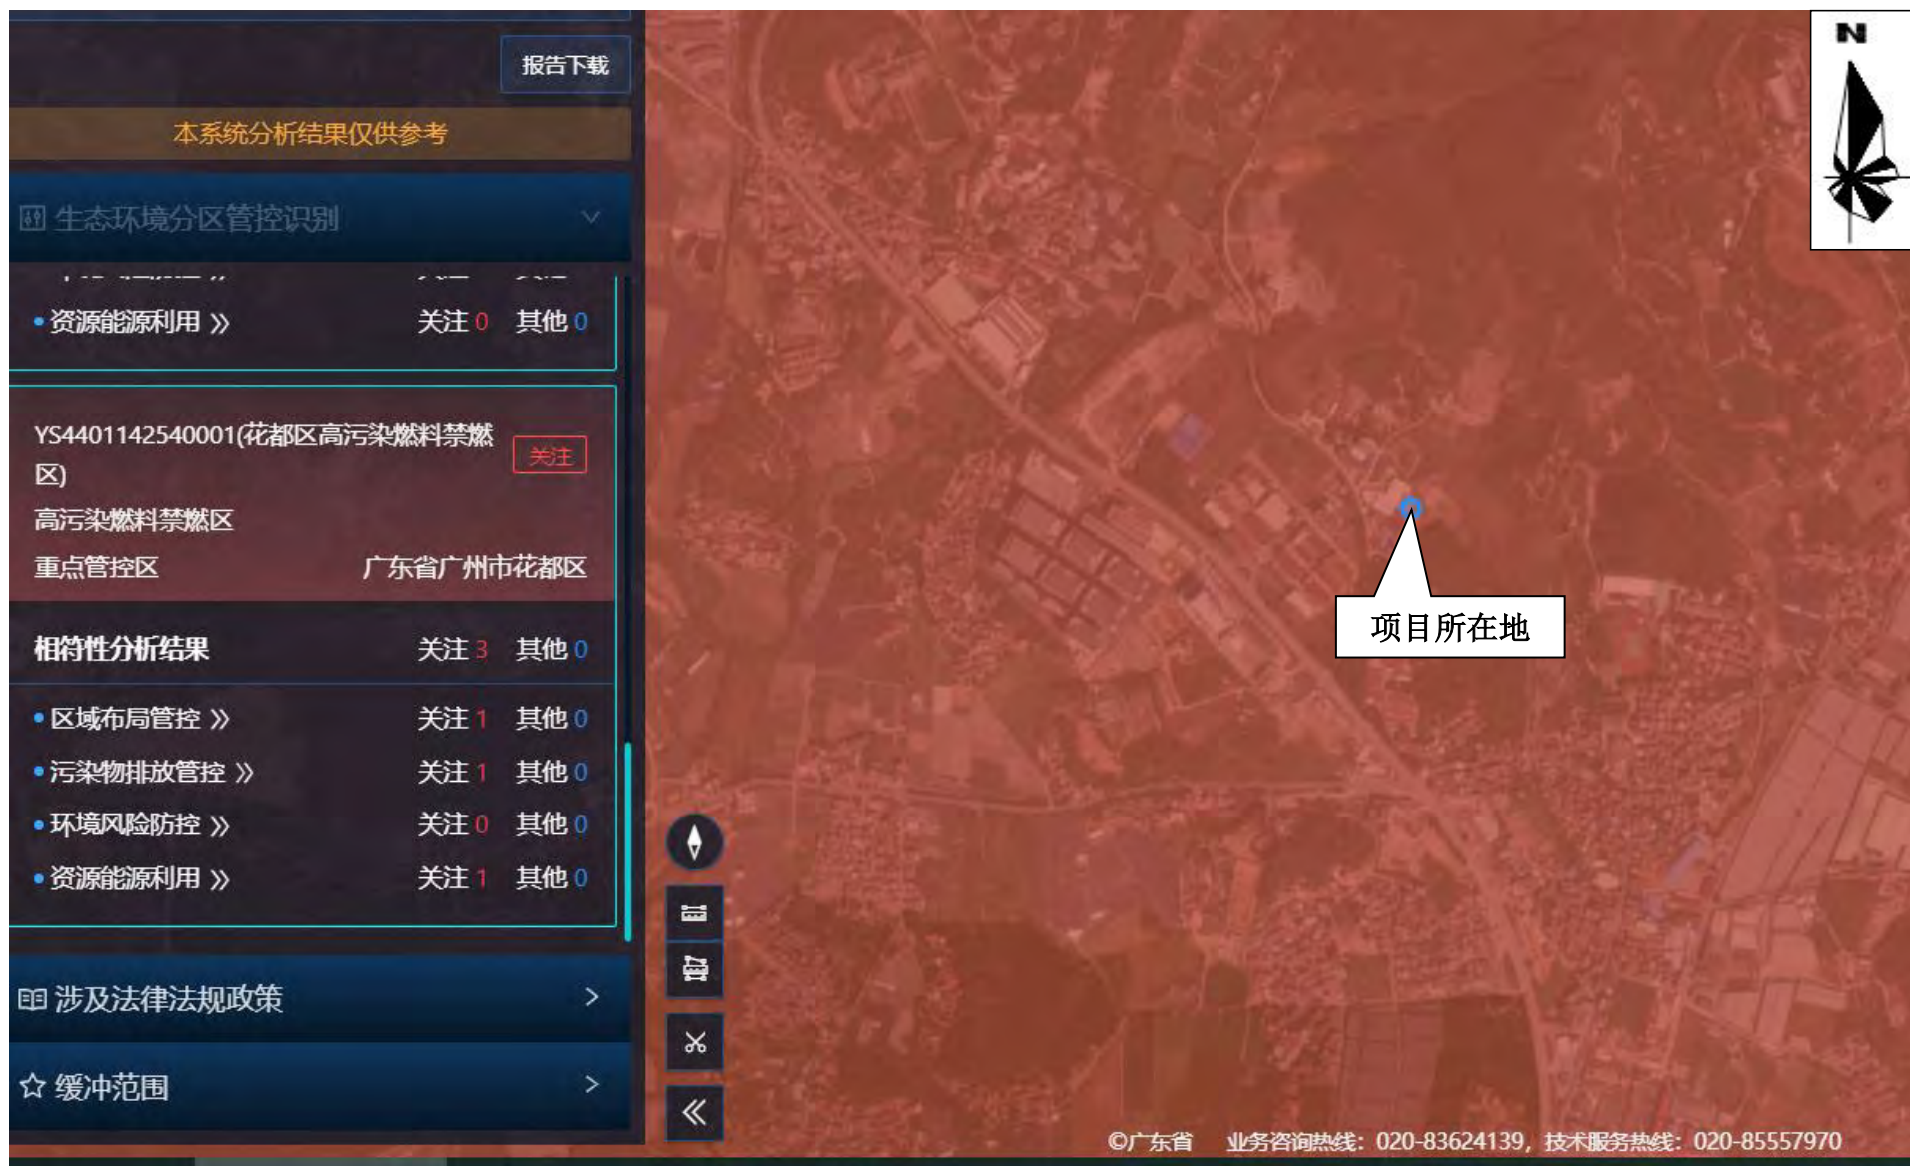 报告下载
本系统分析结果仅供参考
生态环境分区管控识别
资源能源利用 》 关注 0 其他 0
YS4401142540001(花都区高污染燃料禁燃
区)
关注
高污染燃料禁燃区
重点管控区 广东省广州市花都区
相符性分析结果 关注 3 其他 0
区域布局管控 》 关注 1 其他 0
污染物排放管控 》 关注 1 其他 0
环境风险防控 》 关注 0 其他 0
资源能源利用 》 关注 1 其他 0
涉及法律法规政策
缓冲范围
N
项目所在地
©广东省 业务咨询热线：020-83624139，技术服务热线：020-85557970